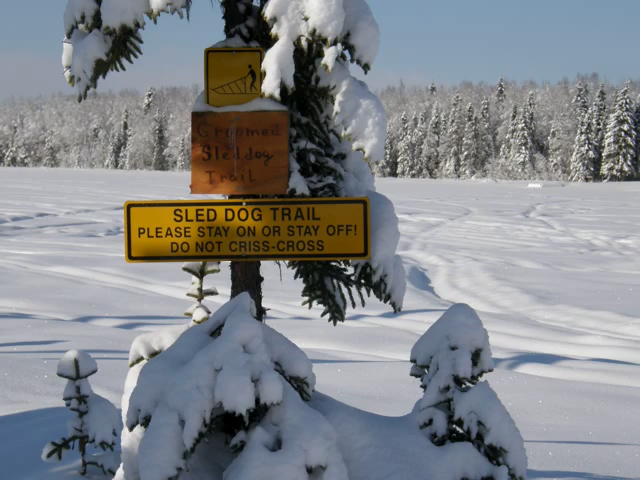 Groomed
Sleddog
Trail
SLED DOG TRAIL
PLEASE STAY ON OR STAY OFF!
DO NOT CRISS-CROSS